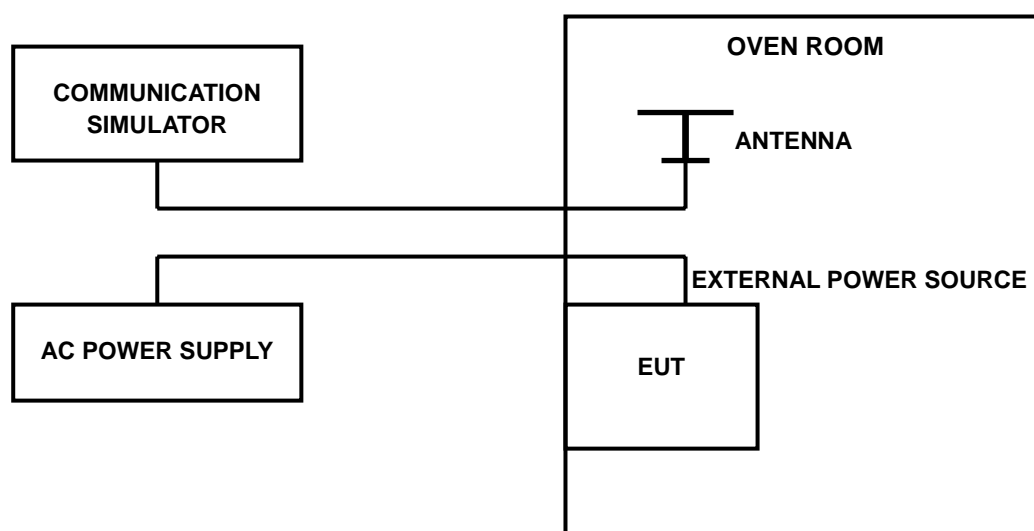 OVEN ROOM
COMMUNICATION
SIMULATOR
ANTENNA
EXTERNAL POWER SOURCE
AC POWER SUPPLY
EUT